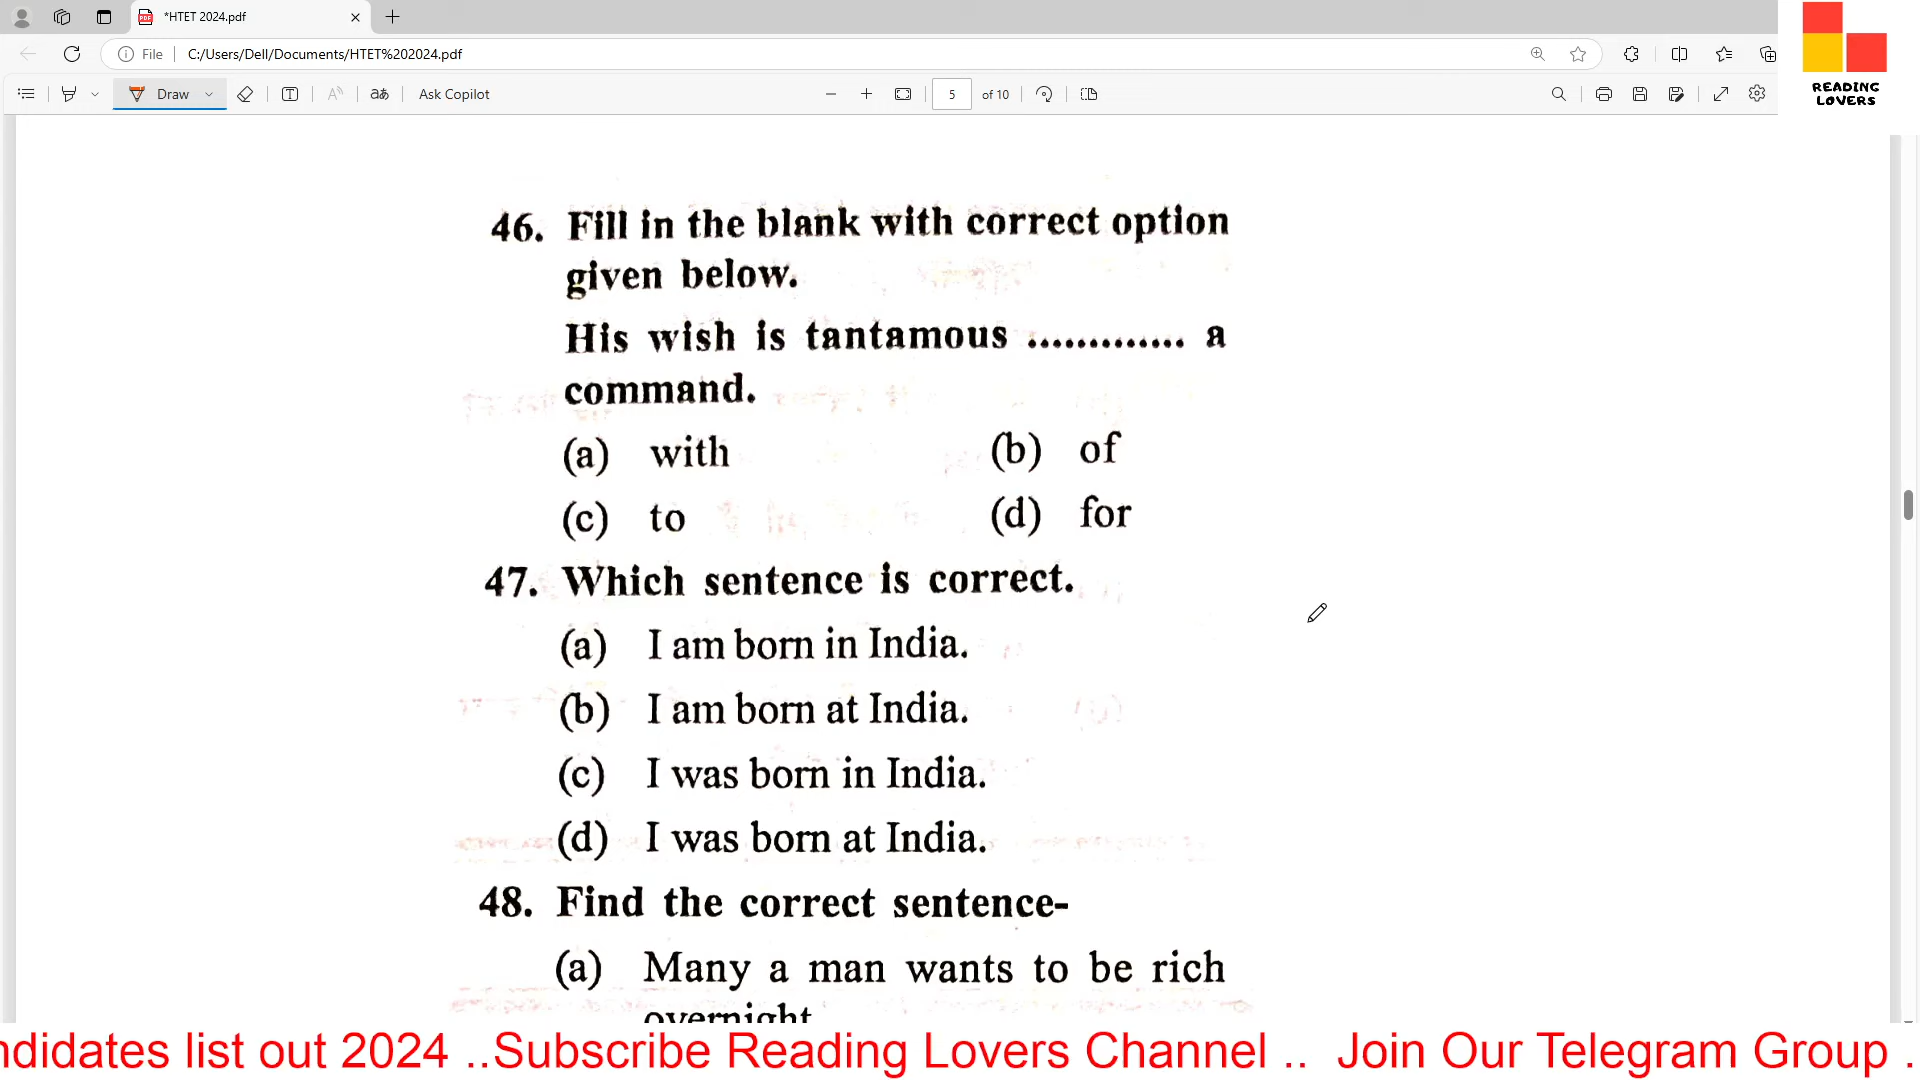 *HTET 2024.pdf
File
C:/Users/Dell/Documents/HTET%202024.pdf
READING
LOVERS
Draw
Ask Copilot
5 of 10
46. Fill in the blank with correct option
given below.
His wish is tantamous ............. a
command.
(a) with (b) of
(c) to (d) for
47. Which sentence is correct.
(a) I am born in India.
(b) I am born at India.
(c) I was born in India.
(d) I was born at India.
48. Find the correct sentence-
(a) Many a man wants to be rich
overnight
ndidates list out 2024 ..Subscribe Reading Lovers Channel .. Join Our Telegram Group .